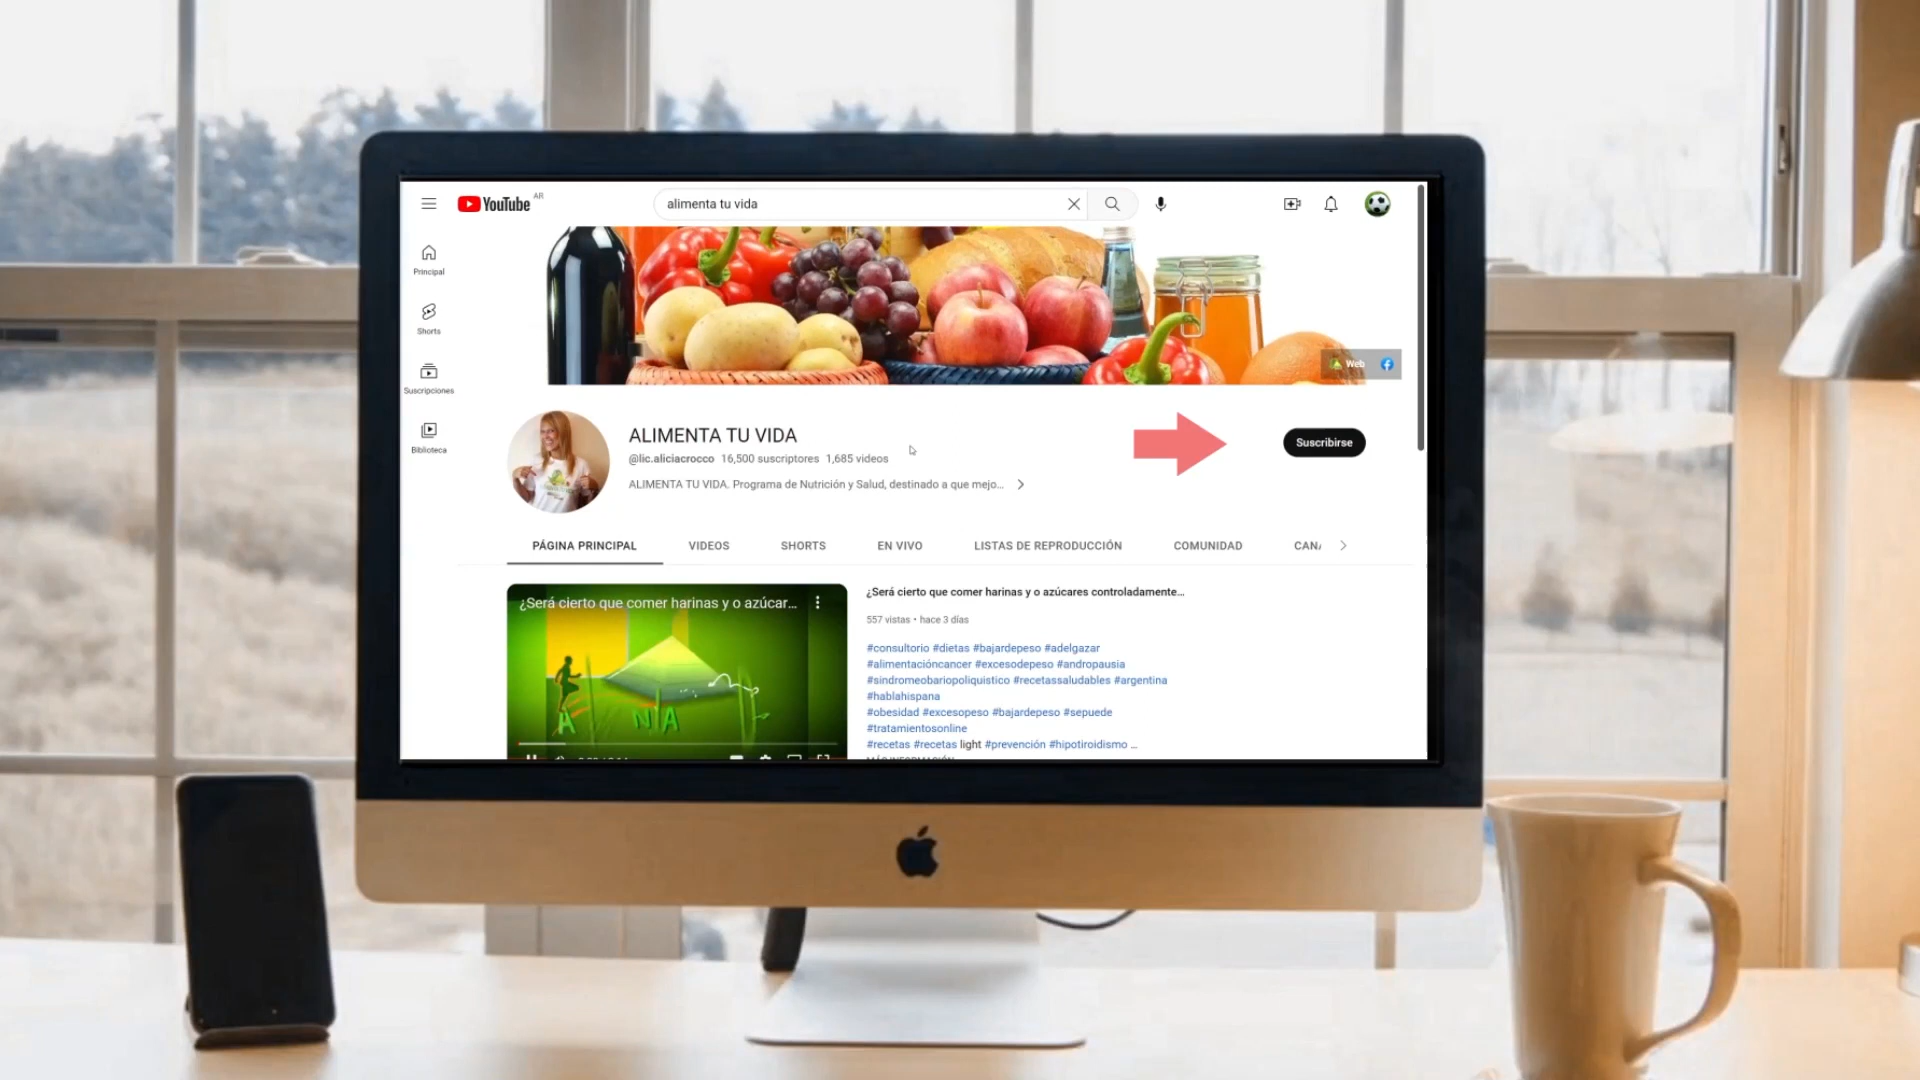 YouTube AR
alimenta tu vida
Principal
Shorts
Suscripciones
Biblioteca
Web
ALIMENTA TU VIDA
@lic.aliciacrocco 16,500 suscriptores 1,685 videos
ALIMENTA TU VIDA. Programa de Nutrición y Salud, destinado a que mejo...
Suscribirse
PÁGINA PRINCIPAL VIDEOS SHORTS EN VIVO LISTAS DE REPRODUCCIÓN COMUNIDAD
¿Será cierto que comer harinas y o azúcar...
¿Será cierto que comer harinas y o azúcares controladamente...
557 vistas • hace 3 días
#consultorio #dietas #bajardepeso #adelgazar
#alimentacióncancer #excesodepeso #andropausia
#sindromeobariopoliquistico #recetassaludables #argentina
#hablahispana
#obesidad #excesopeso #bajardepeso #sepuede
#tratamientosonline
#recetas #recetas light #prevención #hipotiroidismo ...